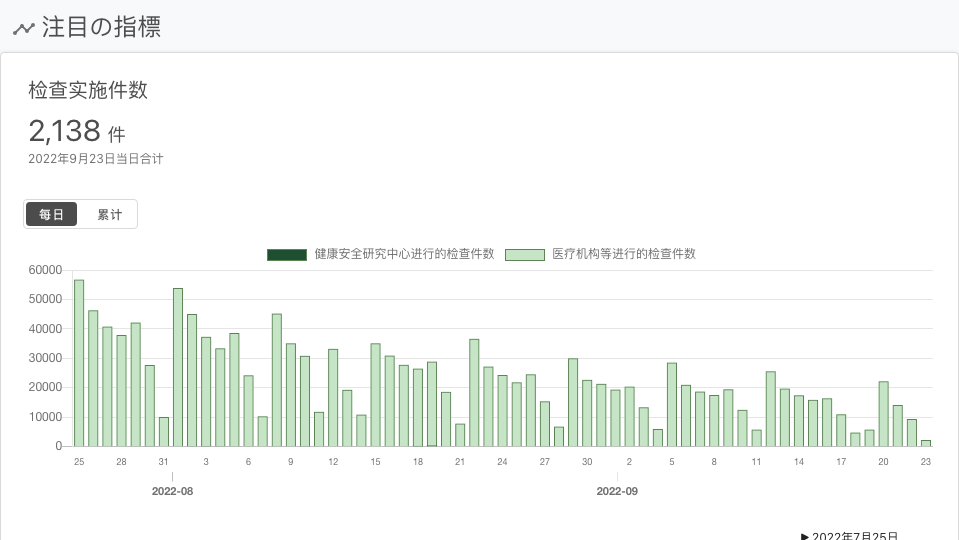 注目の指標
检查实施件数
2,138 件
2022年9月23日当日合计
每日 累计
健康安全研究中心进行的检查件数 医疗机构等进行的检查件数
60000
50000
40000
30000
20000
10000
0
25 28 31 3 6 9 12 15 18 21 24 27 30 2 5 8 11 14 17 20 23
2022-08 2022-09
▶ 2022年7月25日